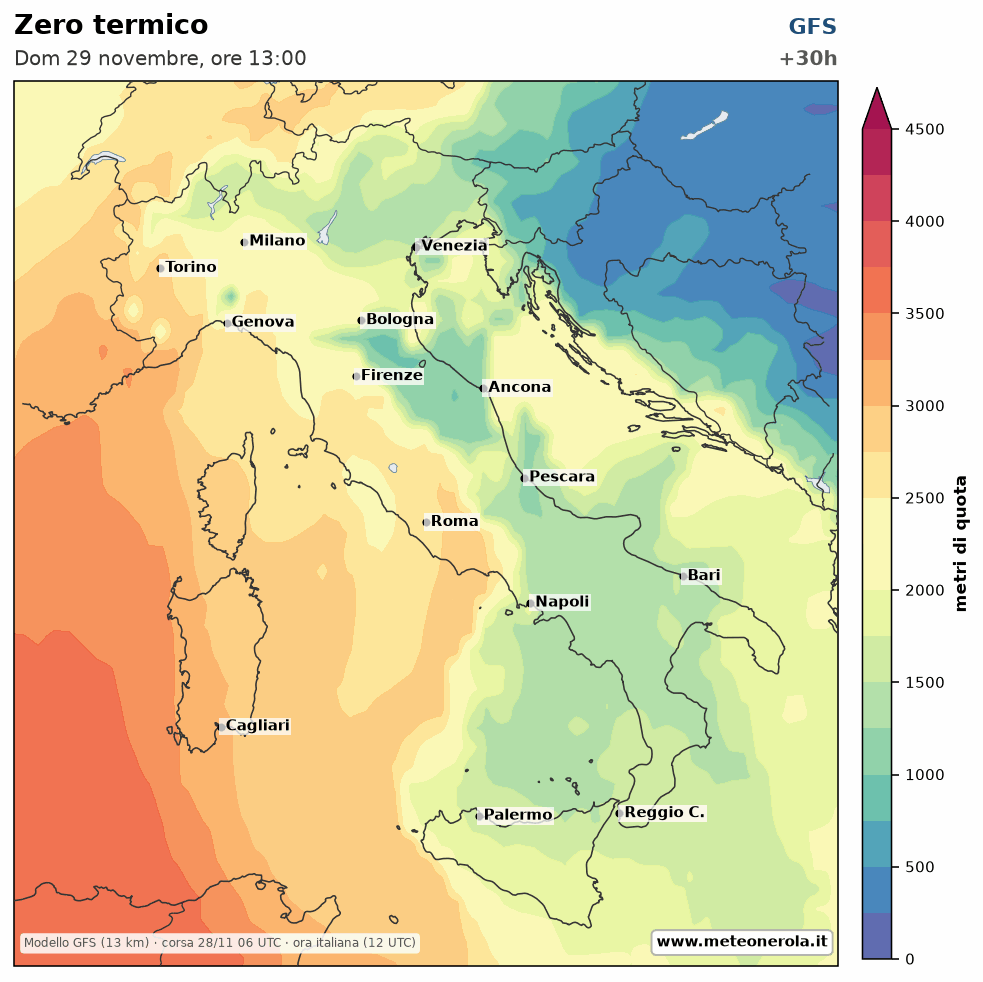 Zero termico
GFS
Dom 29 novembre, ore 13:00
+30h
4500
4000
3500
3000
2500
2000
1500
1000
500
0
metri di quota
Milano
Venezia
Torino
Genova
Bologna
Firenze
Ancona
Pescara
Roma
Bari
Napoli
Cagliari
Palermo
Reggio C.
Modello GFS (13 km) · corsa 28/11 06 UTC · ora italiana (12 UTC)
www.meteonerola.it